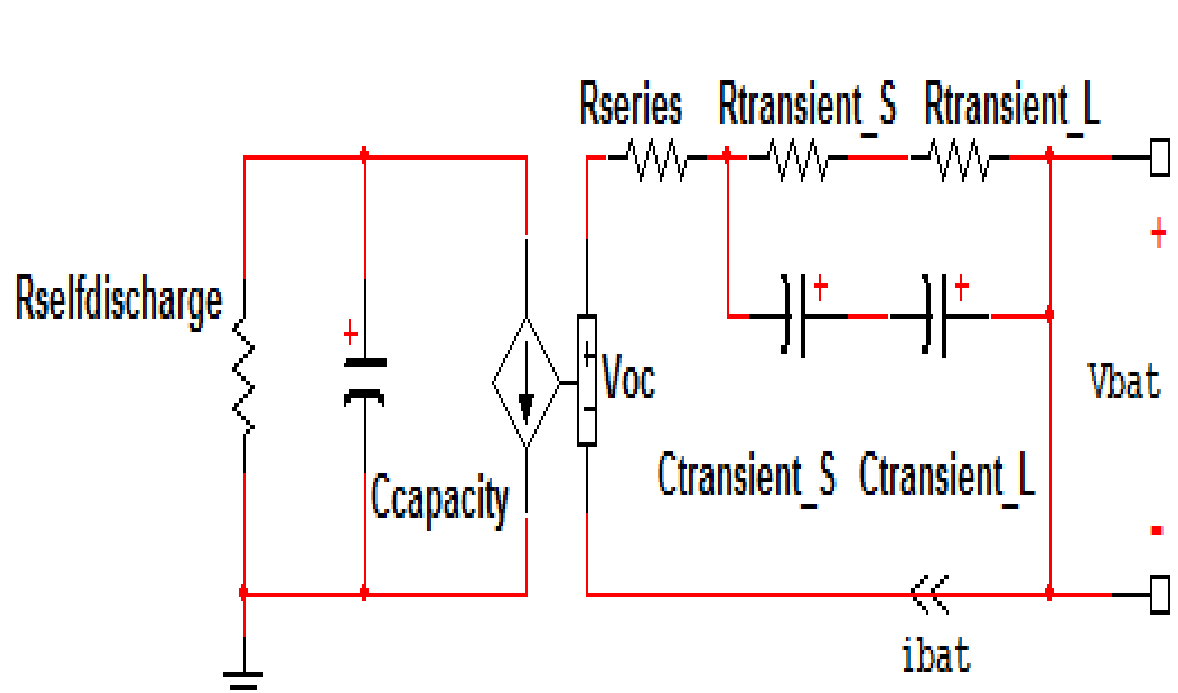 Rseries Rtransient_S Rtransient_L
+
Rselfdischarge
+ + +
Voc
+
-
Vbat
Ccapacity
Ctransient_S Ctransient_L
-
ibat